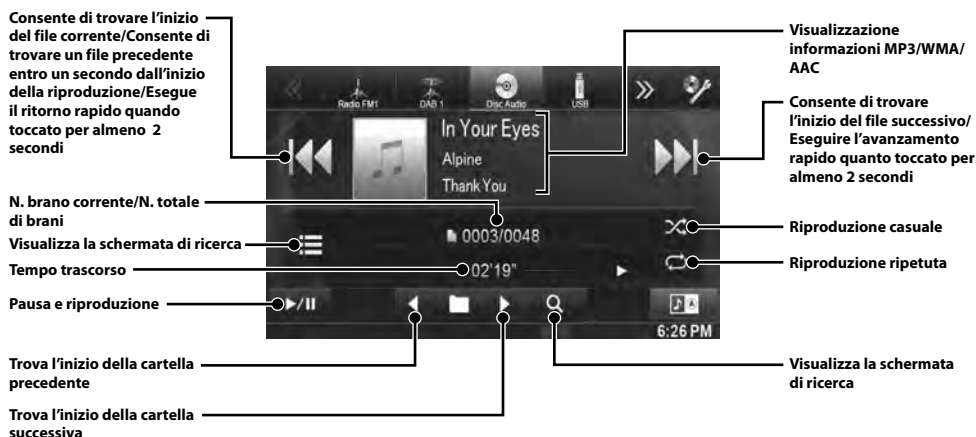 Consente di trovare l'inizio
del file corrente/Consente di
trovare un file precedente
entro un secondo dall'inizio
della riproduzione/Esegue
il ritorno rapido quando
toccato per almeno 2
secondi
N. brano corrente/N. totale
di brani
Visualizza la schermata di ricerca
Tempo trascorso
Pausa e riproduzione
Trova l'inizio della cartella
precedente
Trova l'inizio della cartella
successiva
Radio FM1
DAB 1
Disc Audio
USB
In Your Eyes
Alpine
Thank You
0003/0048
02'19"
6:26 PM
Visualizzazione
informazioni MP3/WMA/
AAC
Consente di trovare
l'inizio del file successivo/
Eseguire l'avanzamento
rapido quanto toccato per
almeno 2 secondi
Riproduzione casuale
Riproduzione ripetuta
Visualizza la schermata
di ricerca